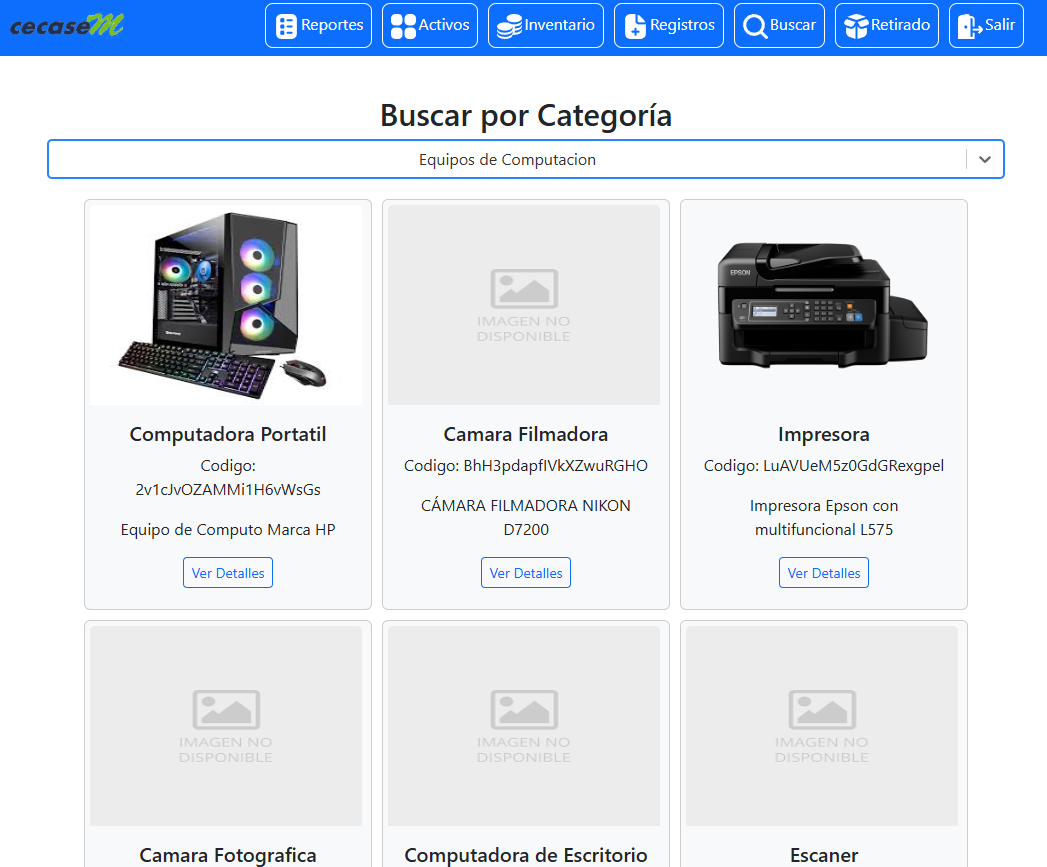 cecaseM
Reportes
Activos
Inventario
Registros
Buscar
Retirado
Salir
Buscar por Categoría
Equipos de Computacion
Computadora Portatil
Codigo:
2v1cJvOZAMMi1H6vWsGs
Equipo de Computo Marca HP
Ver Detalles
IMAGEN NO
DISPONIBLE
Camara Filmadora
Codigo: BhH3pdapfIVkXZwuRGHO
CÁMARA FILMADORA NIKON
D7200
Ver Detalles
EPSON
Impresora
Codigo: LuAVUeM5z0GdGRexgpel
Impresora Epson con
multifuncional L575
Ver Detalles
IMAGEN NO
DISPONIBLE
Camara Fotografica
IMAGEN NO
DISPONIBLE
Computadora de Escritorio
IMAGEN NO
DISPONIBLE
Escaner